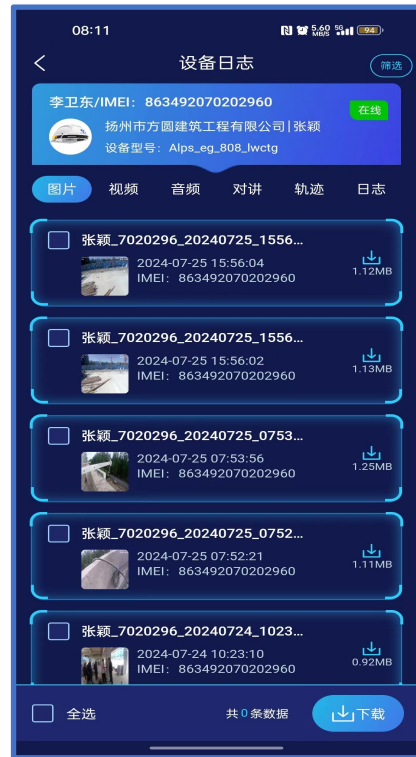 08:11
5.60 MB/S 5G 94
设备日志
筛选
李卫东/IMEI: 863492070202960
在线
扬州市方圆建筑工程有限公司|张颖
设备型号: Alps_eg_808_lwctg
图片 视频 音频 对讲 轨迹 日志
张颖_7020296_20240725_1556...
2024-07-25 15:56:04
IMEI: 863492070202960
1.12MB
张颖_7020296_20240725_1556...
2024-07-25 15:56:02
IMEI: 863492070202960
1.13MB
张颖_7020296_20240725_0753...
2024-07-25 07:53:56
IMEI: 863492070202960
1.25MB
张颖_7020296_20240725_0752...
2024-07-25 07:52:21
IMEI: 863492070202960
1.11MB
张颖_7020296_20240724_1023...
2024-07-24 10:23:10
IMEI: 863492070202960
0.92MB
全选
共0条数据
下载